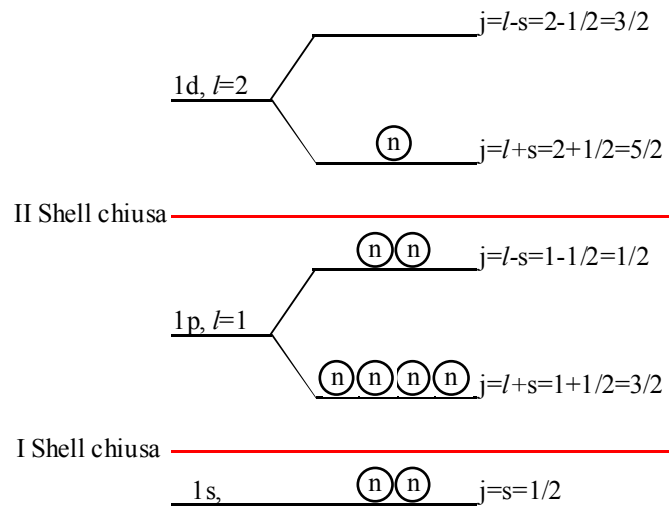 j=l-s=2-1/2=3/2
1d, l=2
n
j=l+s=2+1/2=5/2
II Shell chiusa
n n
j=l-s=1-1/2=1/2
1p, l=1
n n n n
j=l+s=1+1/2=3/2
I Shell chiusa
1s,
n n
j=s=1/2